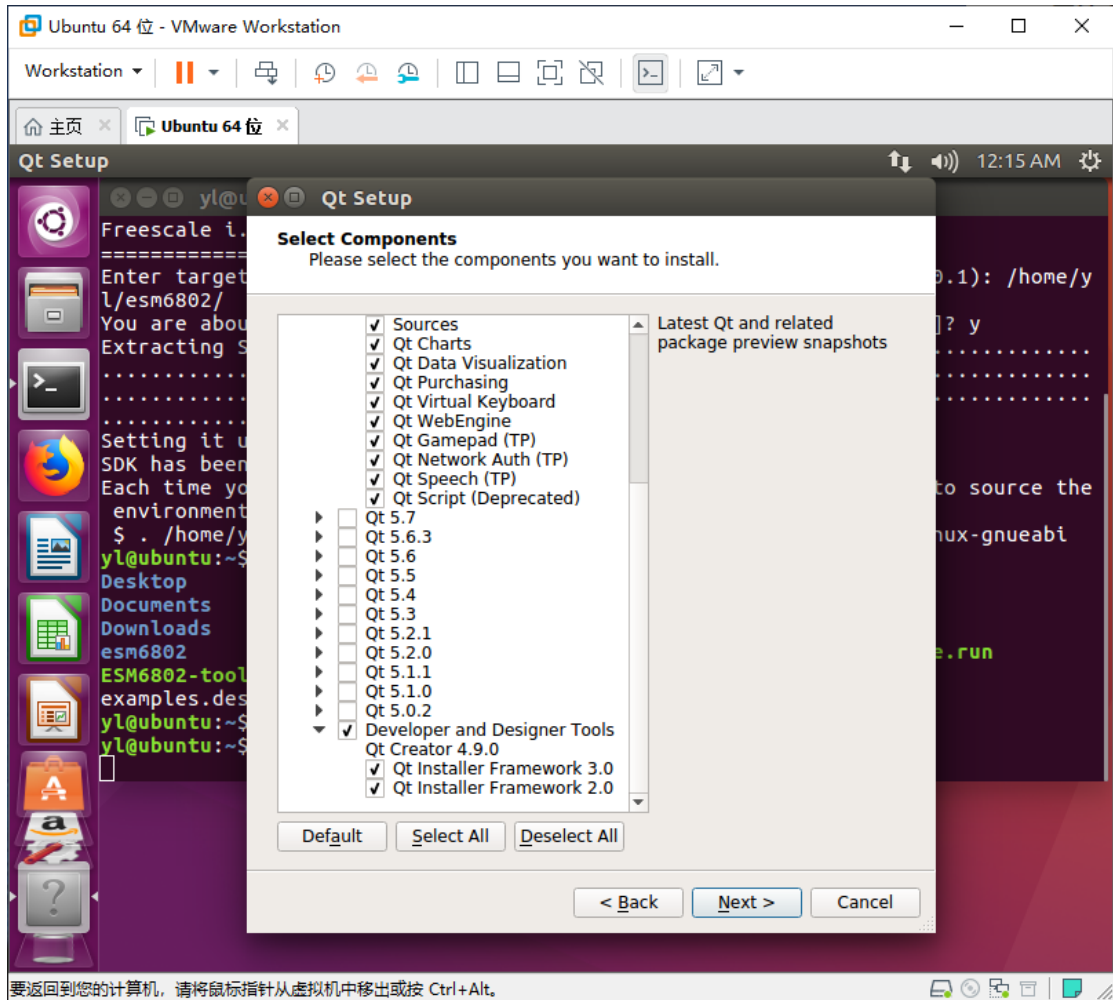 Ubuntu 64 位 - VMware Workstation
Workstation
主页
Ubuntu 64 位
Qt Setup
12:15 AM
yl@u
Qt Setup
Freescale i.
=============
Enter target
0.1): /home/y
l/esm6802/
You are abou
]? y
Extracting S
Setting it u
SDK has been
Each time yo
to source the
environment
$ . /home/y
nux-gnueabi
yl@ubuntu:~$
Desktop
Documents
Downloads
esm6802
e.run
ESM6802-tool
examples.des
yl@ubuntu:~$
yl@ubuntu:~$
Select Components
Please select the components you want to install.
Sources
Qt Charts
Qt Data Visualization
Qt Purchasing
Qt Virtual Keyboard
Qt WebEngine
Qt Gamepad (TP)
Qt Network Auth (TP)
Qt Speech (TP)
Qt Script (Deprecated)
Qt 5.7
Qt 5.6.3
Qt 5.6
Qt 5.5
Qt 5.4
Qt 5.3
Qt 5.2.1
Qt 5.2.0
Qt 5.1.1
Qt 5.1.0
Qt 5.0.2
Developer and Designer Tools
Qt Creator 4.9.0
Qt Installer Framework 3.0
Qt Installer Framework 2.0
Latest Qt and related
package preview snapshots
Default
Select All
Deselect All
< Back
Next >
Cancel
要返回到您的计算机，请将鼠标指针从虚拟机中移出或按 Ctrl+Alt。